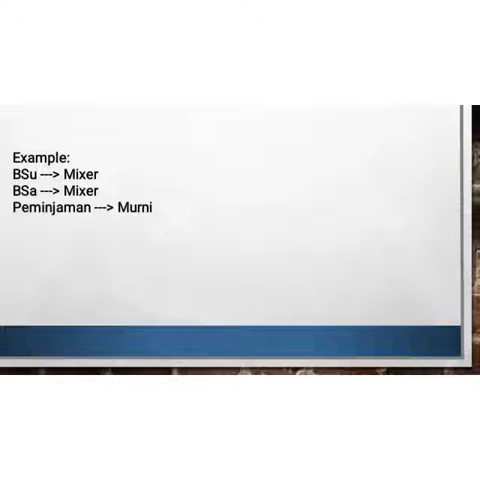 Example:
BSu ---> Mixer
BSa ---> Mixer
Peminjaman ---> Murni